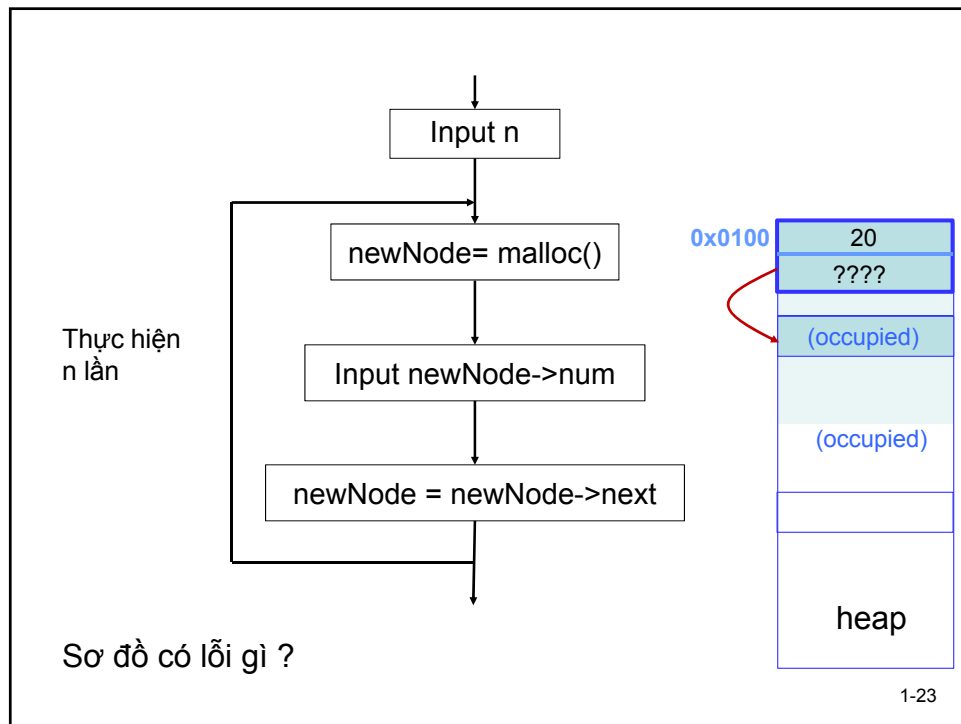 Input n
newNode= malloc()
Input newNode->num
newNode = newNode->next
Thực hiện
n lần
0x0100
20
????
(occupied)
(occupied)
heap
Sơ đồ có lỗi gì ?
1-23